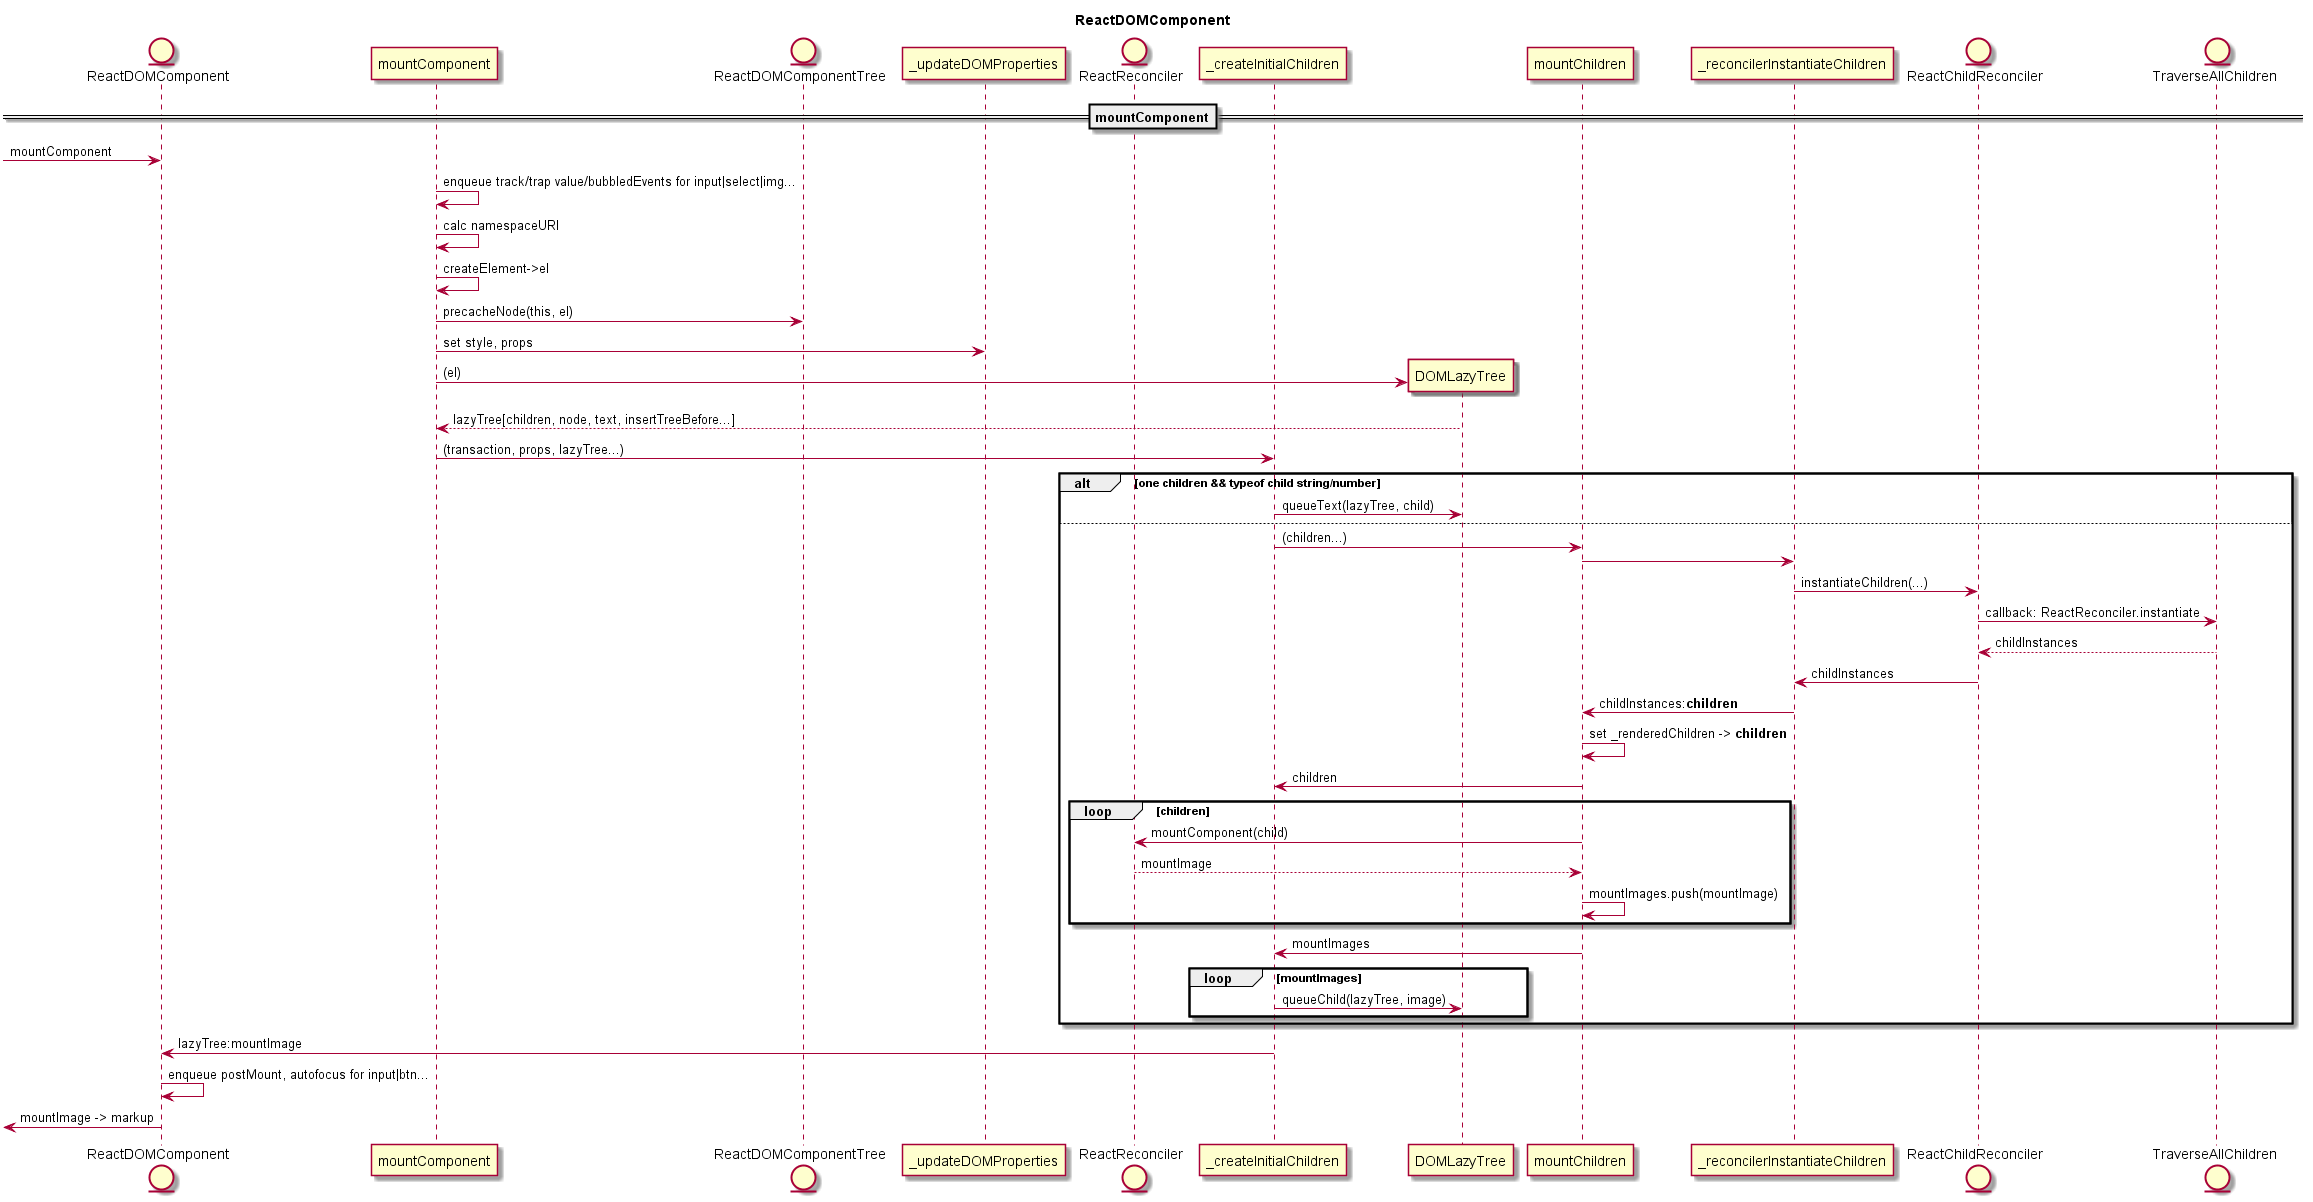 ReactDOMComponent
ReactDOMComponent
mountComponent
ReactDOMComponentTree
_updateDOMProperties
ReactReconciler
_createInitialChildren
mountChildren
_reconcilerInstantiateChildren
ReactChildReconciler
TraverseAllChildren
mountComponent
mountComponent
enqueue track/trap value/bubbledEvents for input|select|img...
calc namespaceURI
createElement->el
precacheNode(this, el)
set style, props
(el)
DOMLazyTree
lazyTree[children, node, text, insertTreeBefore...]
(transaction, props, lazyTree...)
alt
[one children && typeof child string/number]
queueText(lazyTree, child)
(children...)
instantiateChildren(...)
callback: ReactReconciler.instantiate
childInstances
childInstances
childInstances:children
set _renderedChildren -> children
children
loop
[children]
mountComponent(child)
mountImage
mountImages.push(mountImage)
mountImages
loop
[mountImages]
queueChild(lazyTree, image)
lazyTree:mountImage
enqueue postMount, autofocus for input|btn...
mountImage -> markup
ReactDOMComponent
mountComponent
ReactDOMComponentTree
_updateDOMProperties
ReactReconciler
_createInitialChildren
DOMLazyTree
mountChildren
_reconcilerInstantiateChildren
ReactChildReconciler
TraverseAllChildren